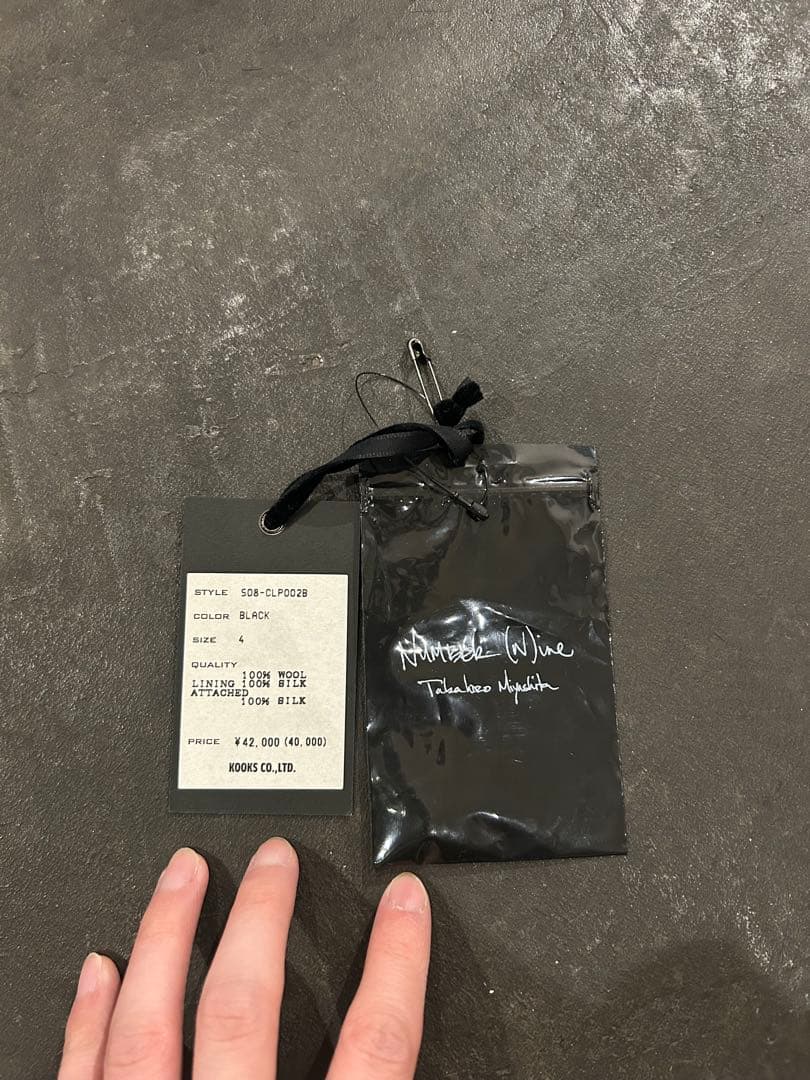 STYLE S08-CLP002B
COLOR BLACK
SIZE 4
QUALITY
100% WOOL
LINING 100% SILK
ATTACHED
100% SILK
PRICE ¥42,000 (40,000)
KOOKS CO.,LTD.
NUMBER (N)ine
Takahiro Miyashita